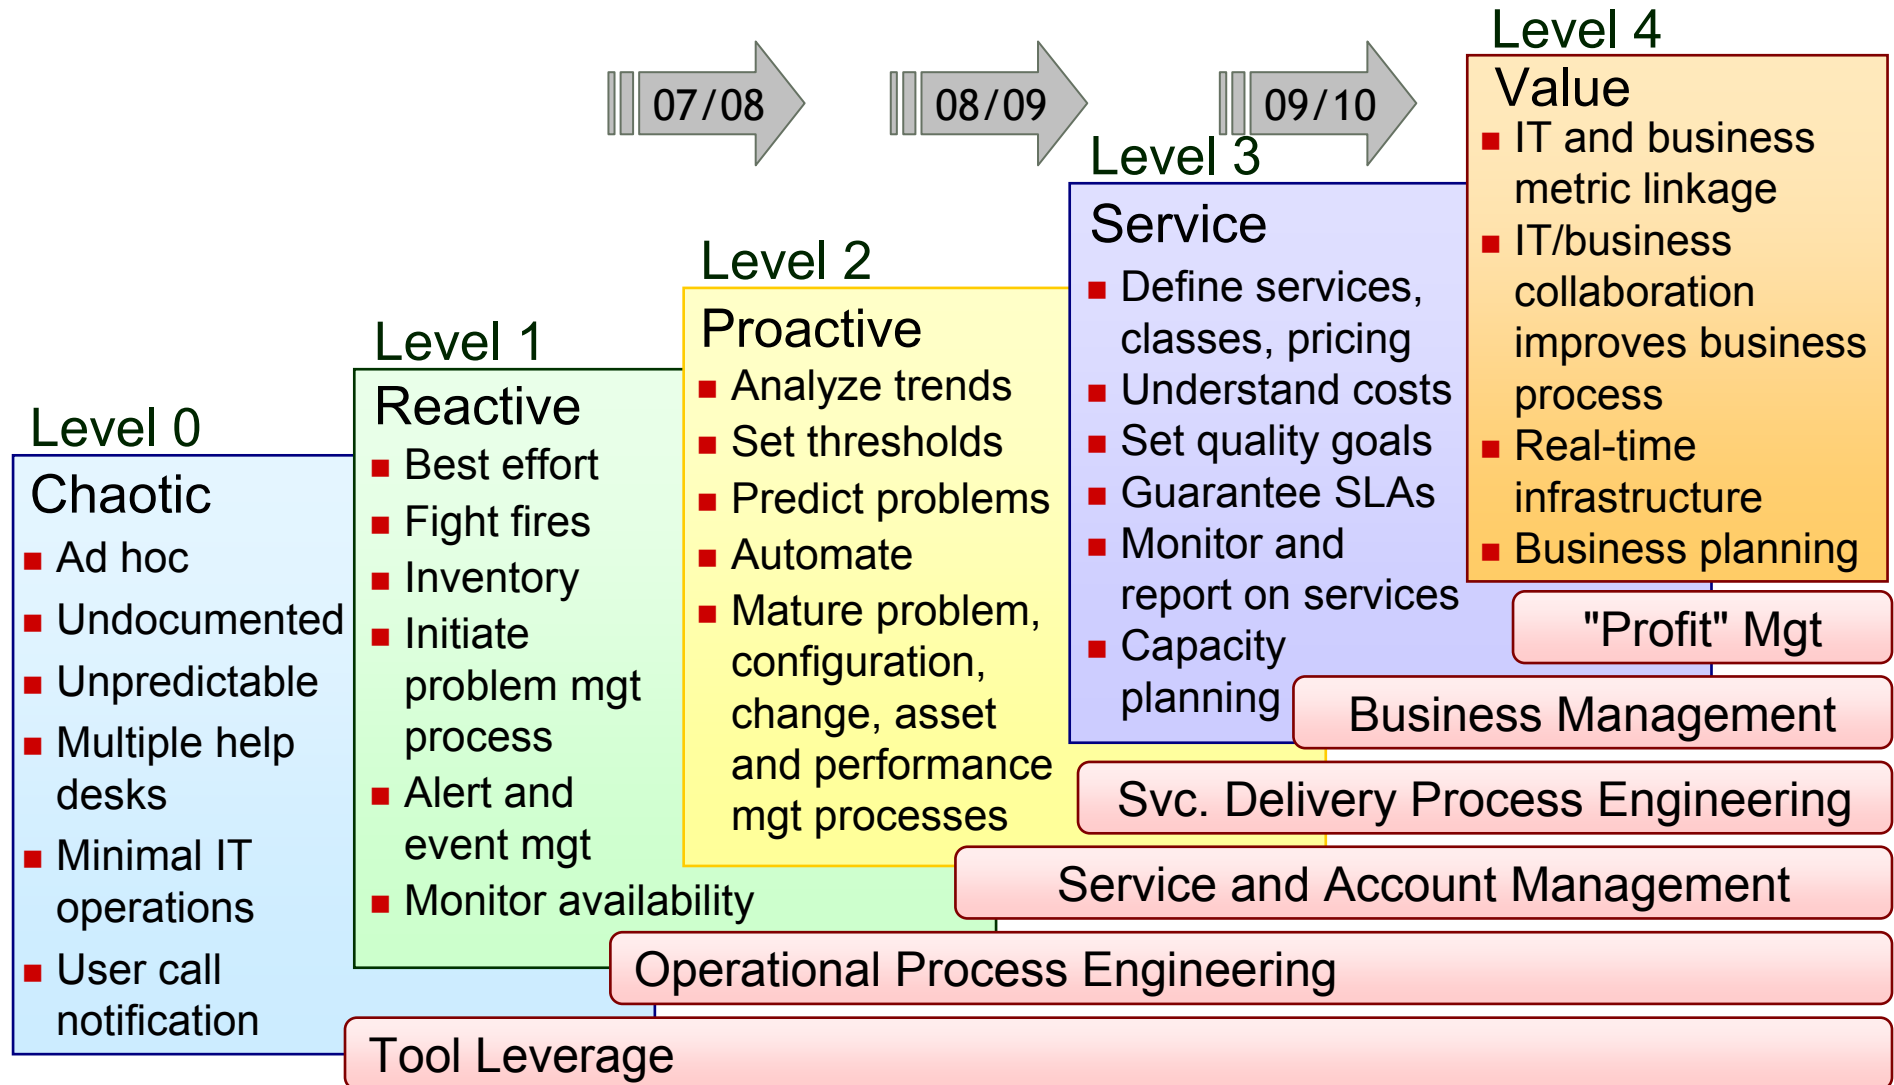 07/08
08/09
09/10
Level 0
Chaotic
Ad hoc
Undocumented
Unpredictable
Multiple help
desks
Minimal IT
operations
User call
notification
Level 1
Reactive
Best effort
Fight fires
Inventory
Initiate
problem mgt
process
Alert and
event mgt
Monitor availability
Level 2
Proactive
Analyze trends
Set thresholds
Predict problems
Automate
Mature problem,
configuration,
change, asset
and performance
mgt processes
Level 3
Service
Define services,
classes, pricing
Understand costs
Set quality goals
Guarantee SLAs
Monitor and
report on services
Capacity
planning
Level 4
Value
IT and business
metric linkage
IT/business
collaboration
improves business
process
Real-time
infrastructure
Business planning
"Profit" Mgt
Business Management
Svc. Delivery Process Engineering
Service and Account Management
Operational Process Engineering
Tool Leverage